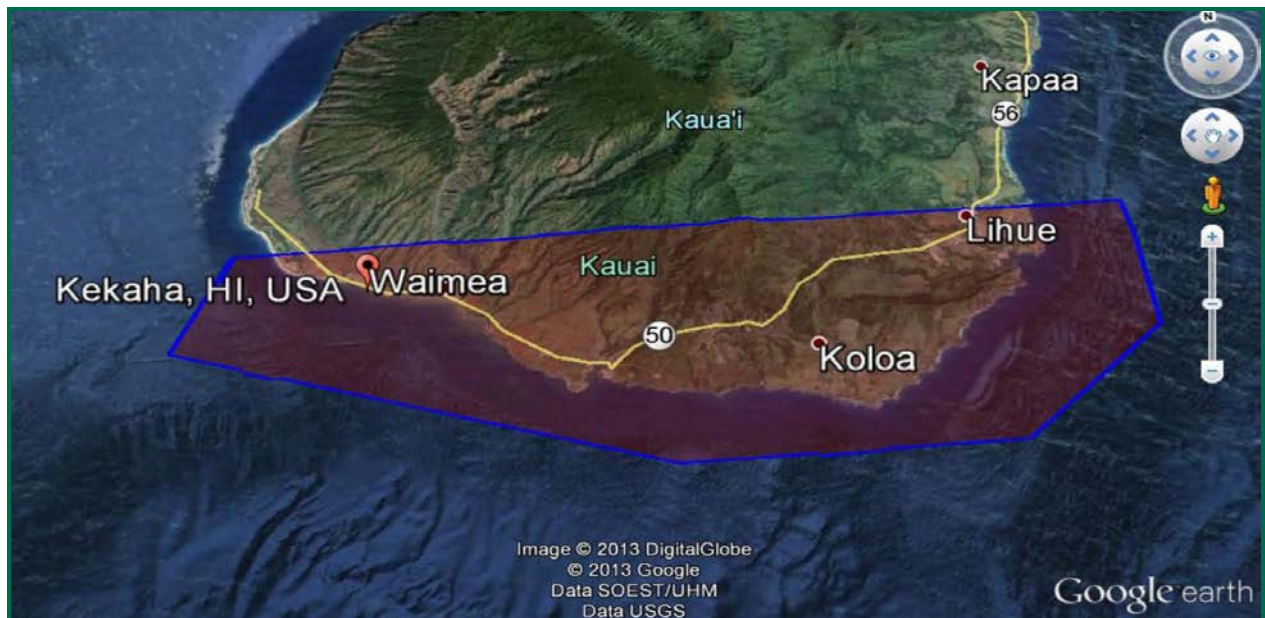 N
Kapaa
56
Kaua'i
Lihue
Kauai
Kekaha, HI, USA
Waimea
50
Koloa
Image © 2013 DigitalGlobe
© 2013 Google
Data SOEST/UHM
Data USGS
Google earth